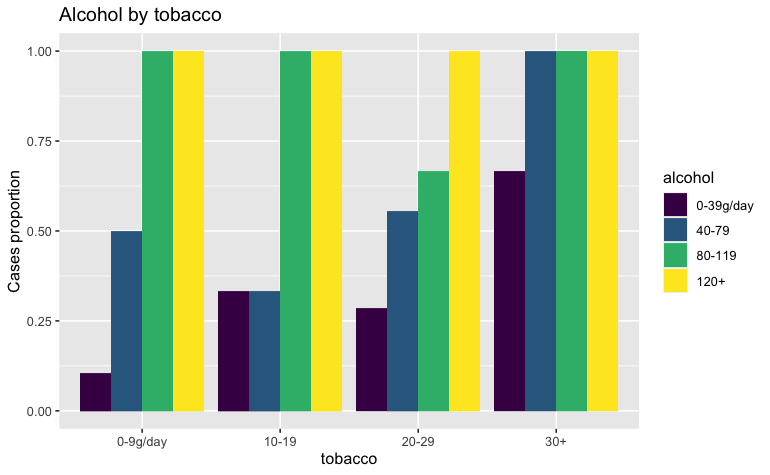 Alcohol by tobacco
1.00
0.75
0.50
0.25
0.00
Cases proportion
0-9g/day
10-19
20-29
30+
tobacco
alcohol
0-39g/day
40-79
80-119
120+